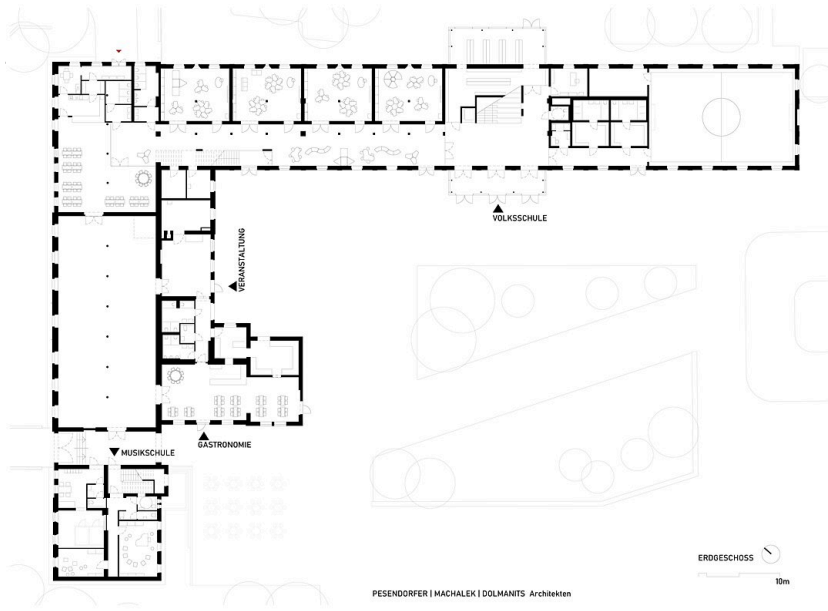 VOLKSSCHULE
VERANSTALTUNG
GASTRONOMIE
MUSIKSCHULE
ERDGESCHOSS
10m
PESENDORFER | MACHALEK | DOLMANITS Architekten